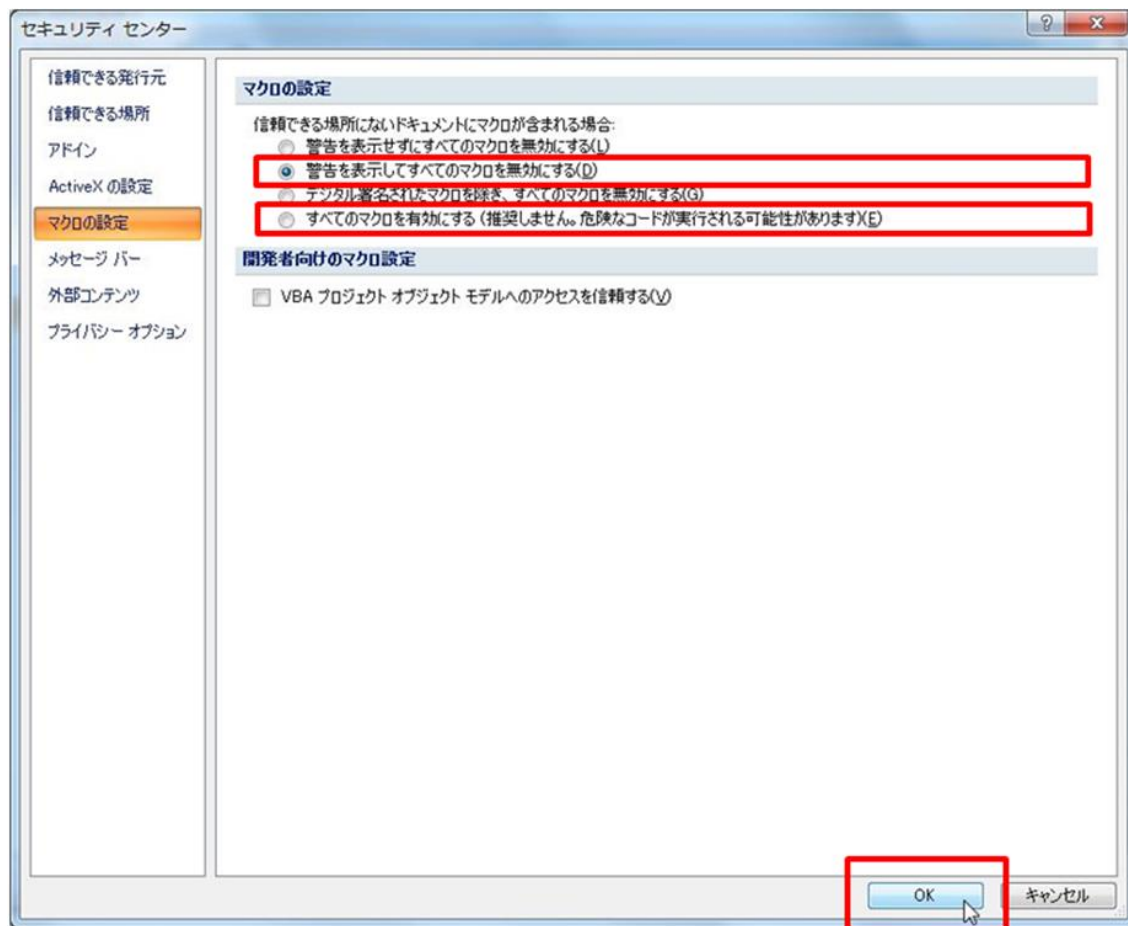 セキュリティ センター
信頼できる発行元
信頼できる場所
アドイン
ActiveX の設定
マクロの設定
メッセージ バー
外部コンテンツ
プライバシー オプション
マクロの設定
信頼できる場所にないドキュメントにマクロが含まれる場合:
警告を表示せずにすべてのマクロを無効にする(L)
警告を表示してすべてのマクロを無効にする(D)
デジタル署名されたマクロを除き、すべてのマクロを無効にする(G)
すべてのマクロを有効にする (推奨しません。危険なコードが実行される可能性があります)(E)
開発者向けのマクロ設定
VBA プロジェクト オブジェクト モデルへのアクセスを信頼する(V)
OK
キャンセル